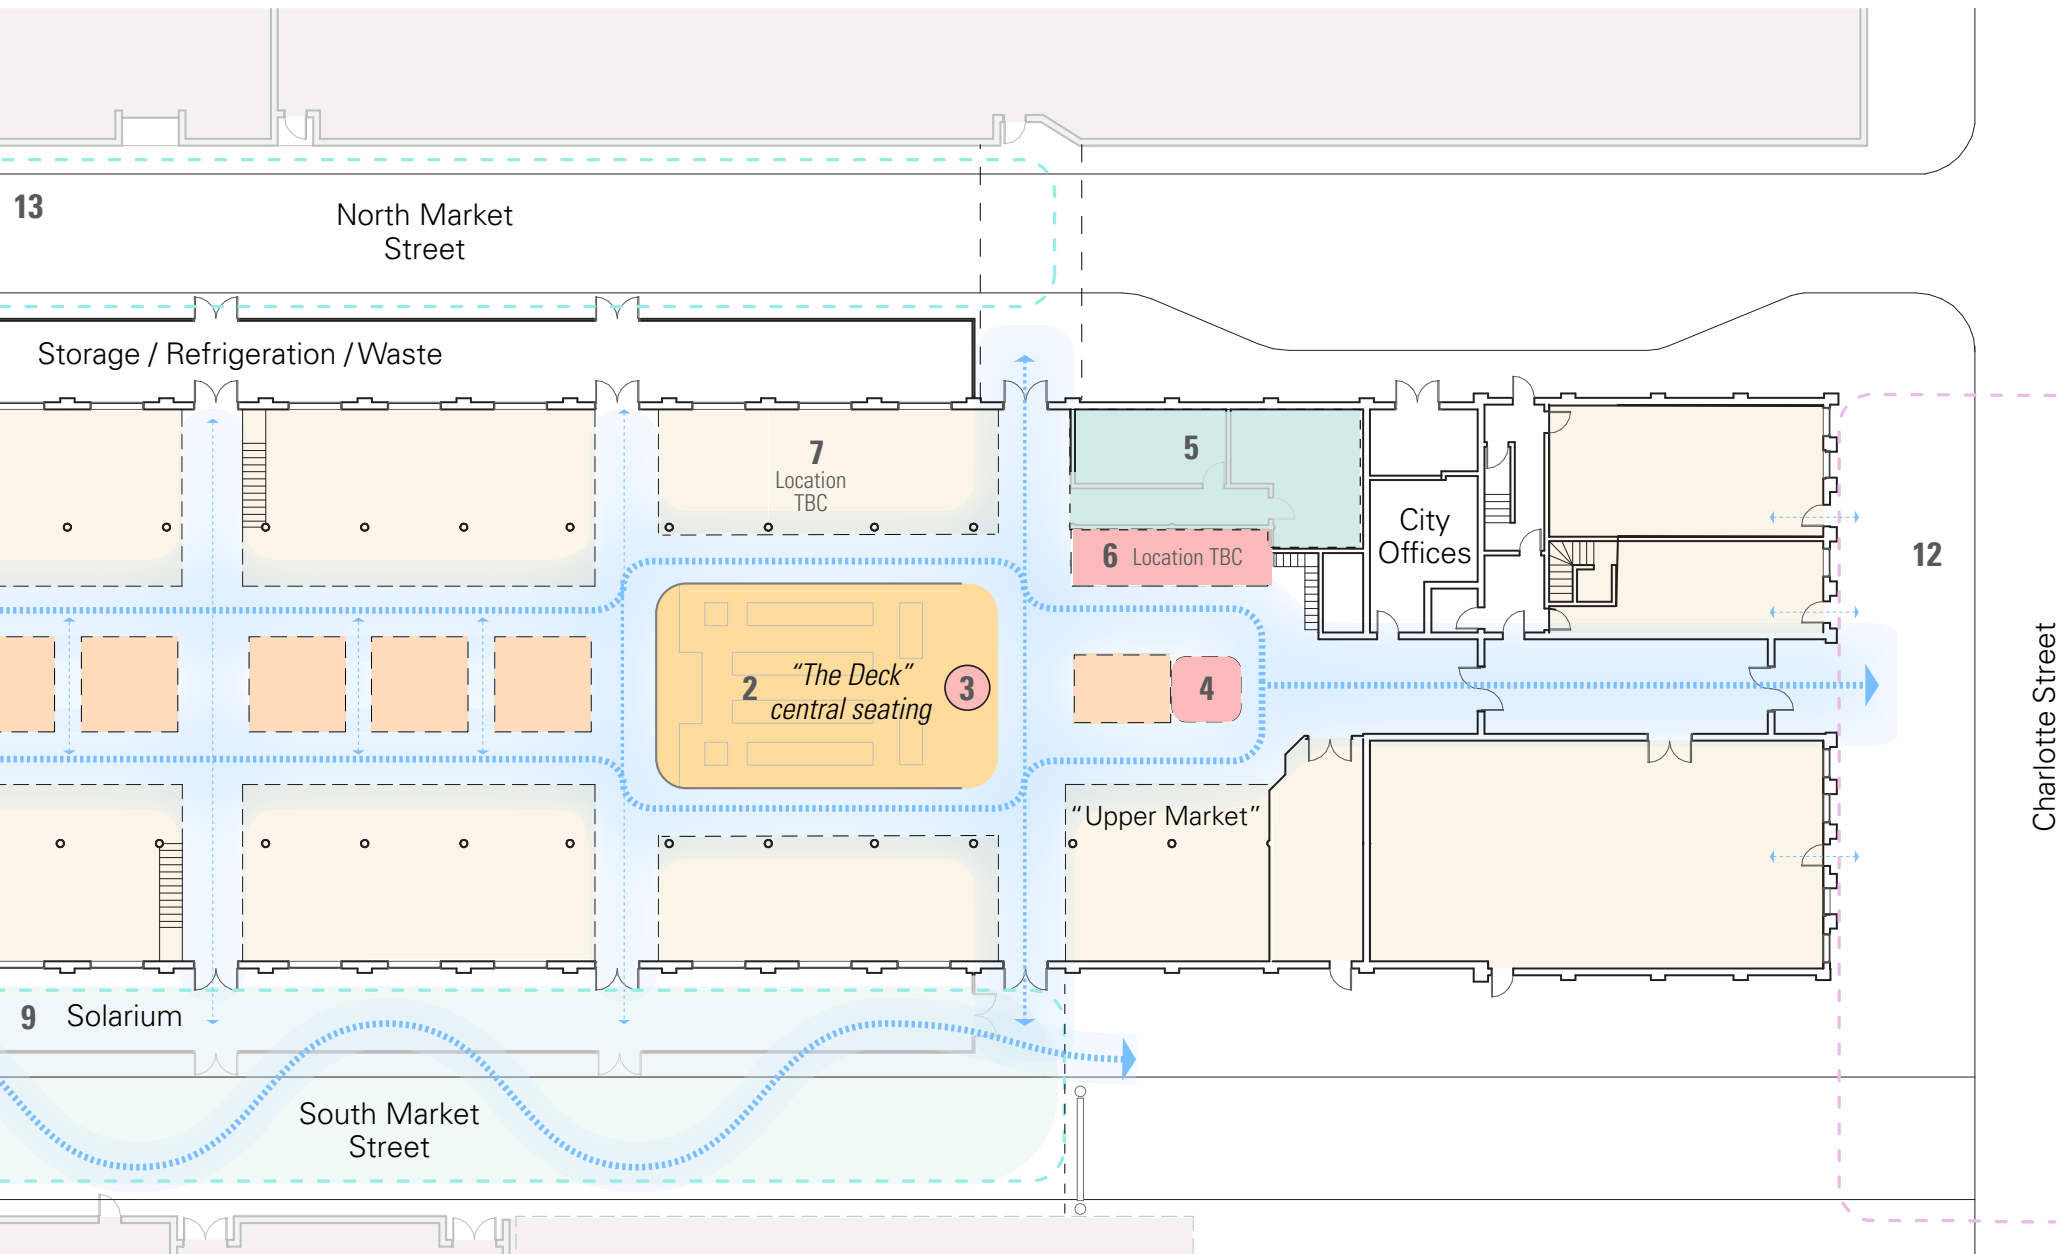 13
North Market
Street
Storage / Refrigeration / Waste
7
Location
TBC
5
City
Offices
6 Location TBC
12
2 “The Deck”
central seating
3
4
Charlotte Street
“Upper Market”
9 Solarium
South Market
Street